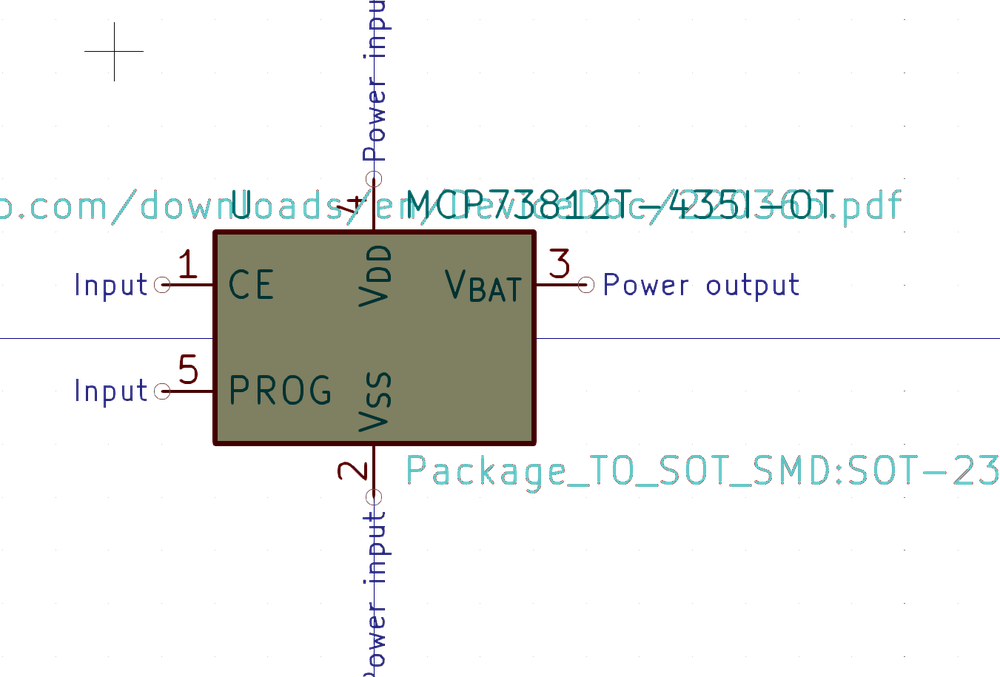 Power input
o.com/downloads/en/DeviceDoc/22036b.pdf
U
4
MCP73812T-435I-OT
1
CE
VDD
VBAT
3
Input
Power output
5
PROG
VSS
Input
2
Package_TO_SOT_SMD:SOT-23
Power input